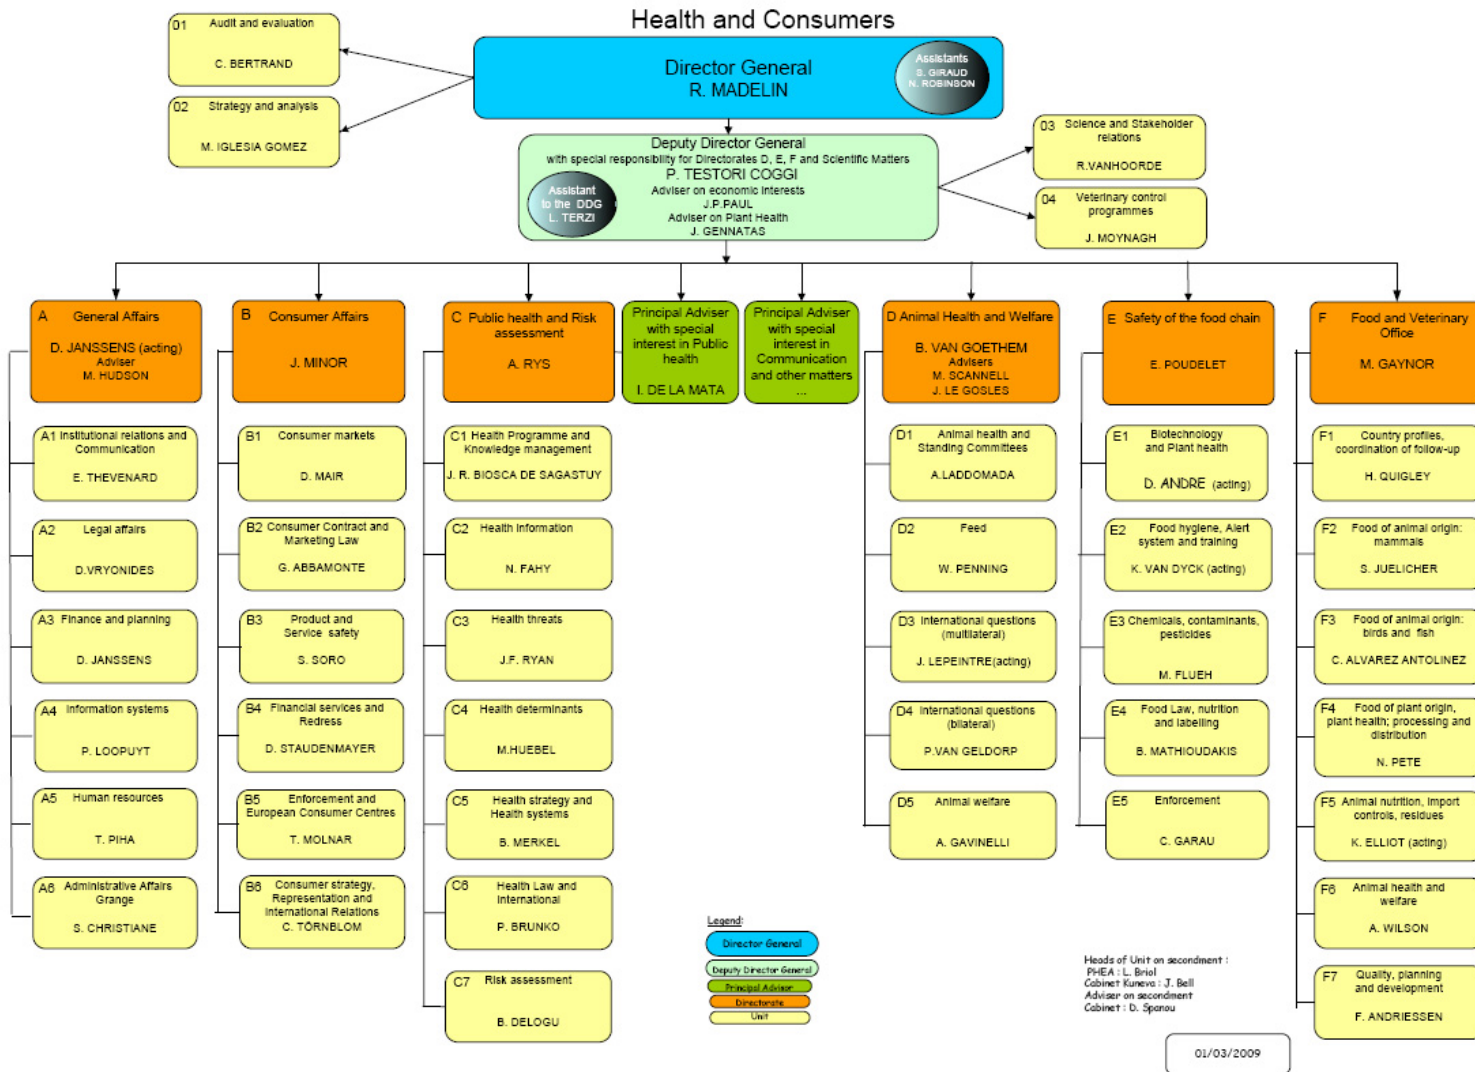 Health and Consumers
01 Audit and evaluation
C. BERTRAND
02 Strategy and analysis
M. IGLESIA GOMEZ
Director General
R. MADELIN
Assistants
S. GIRAUD
N. ROBINSON
Deputy Director General
with special responsibility for Directorates D, E, F and Scientific Matters
P. TESTORI COGGI
Adviser on economic interests
J.P.PAUL
Adviser on Plant Health
J. GENNATAS
Assistant
to the DDG
L. TERZI
03 Science and Stakeholder
relations
R.VANHOORDE
04 Veterinary control
programmes
J. MOYNAGH
A General Affairs
D. JANSSENS (acting)
Adviser
M. HUDSON
B Consumer Affairs
J. MINOR
C Public health and Risk
assessment
A. RYS
Principal Adviser
with special
interest in Public
health
I. DE LA MATA
Principal Adviser
with special
interest in
Communication
and other matters
...
D Animal Health and Welfare
B. VAN GOETHEM
Advisers
M. SCANNELL
J. LE GOSLES
E Safety of the food chain
E. POUDELET
F Food and Veterinary
Office
M. GAYNOR
A1 Institutional relations and
Communication
E. THEVENARD
A2 Legal affairs
D.VRYONIDES
A3 Finance and planning
D. JANSSENS
A4 Information systems
P. LOOPUYT
A5 Human resources
T. PIHA
A6 Administrative Affairs
Grange
S. CHRISTIANE
B1 Consumer markets
D. MAIR
B2 Consumer Contract and
Marketing Law
G. ABBAMONTE
B3 Product and
Service safety
S. SORO
B4 Financial services and
Redress
D. STAUDENMAYER
B5 Enforcement and
European Consumer Centres
T. MOLNAR
B6 Consumer strategy,
Representation and
International Relations
C. TÖRNBLOM
C1 Health Programme and
Knowledge management
J. R. BIOSCA DE SAGASTUY
C2 Health Information
N. FAHY
C3 Health threats
J.F. RYAN
C4 Health determinants
M.HUEBEL
C5 Health strategy and
Health systems
B. MERKEL
C6 Health Law and
International
P. BRUNKO
C7 Risk assessment
B. DELOGU
D1 Animal health and
Standing Committees
A.LADDOMADA
D2 Feed
W. PENNING
D3 International questions
(multilateral)
J. LEPEINTRE(acting)
D4 International questions
(bilateral)
P.VAN GELDORP
D5 Animal welfare
A. GAVINELLI
E1 Biotechnology
and Plant health
D. ANDRE (acting)
E2 Food hygiene, Alert
system and training
K. VAN DYCK (acting)
E3 Chemicals, contaminants,
pesticides
M. FLUEH
E4 Food Law, nutrition
and labelling
B. MATHIOUDAKIS
E5 Enforcement
C. GARAU
F1 Country profiles,
coordination of follow-up
H. QUIGLEY
F2 Food of animal origin:
mammals
S. JUELICHER
F3 Food of animal origin:
birds and fish
C. ALVAREZ ANTOLINEZ
F4 Food of plant origin,
plant health; processing and
distribution
N. PETE
F5 Animal nutrition, import
controls, residues
K. ELLIOT (acting)
F6 Animal health and
welfare
A. WILSON
F7 Quality, planning
and development
F. ANDRIESSEN
Legend:
Director General
Deputy Director General
Principal Advisor
Directorate
Unit
Heads of Unit on secondment :
PHEA : L. Briol
Cabinet Kuneva : J. Bell
Adviser on secondment
Cabinet : D. Spanou
01/03/2009